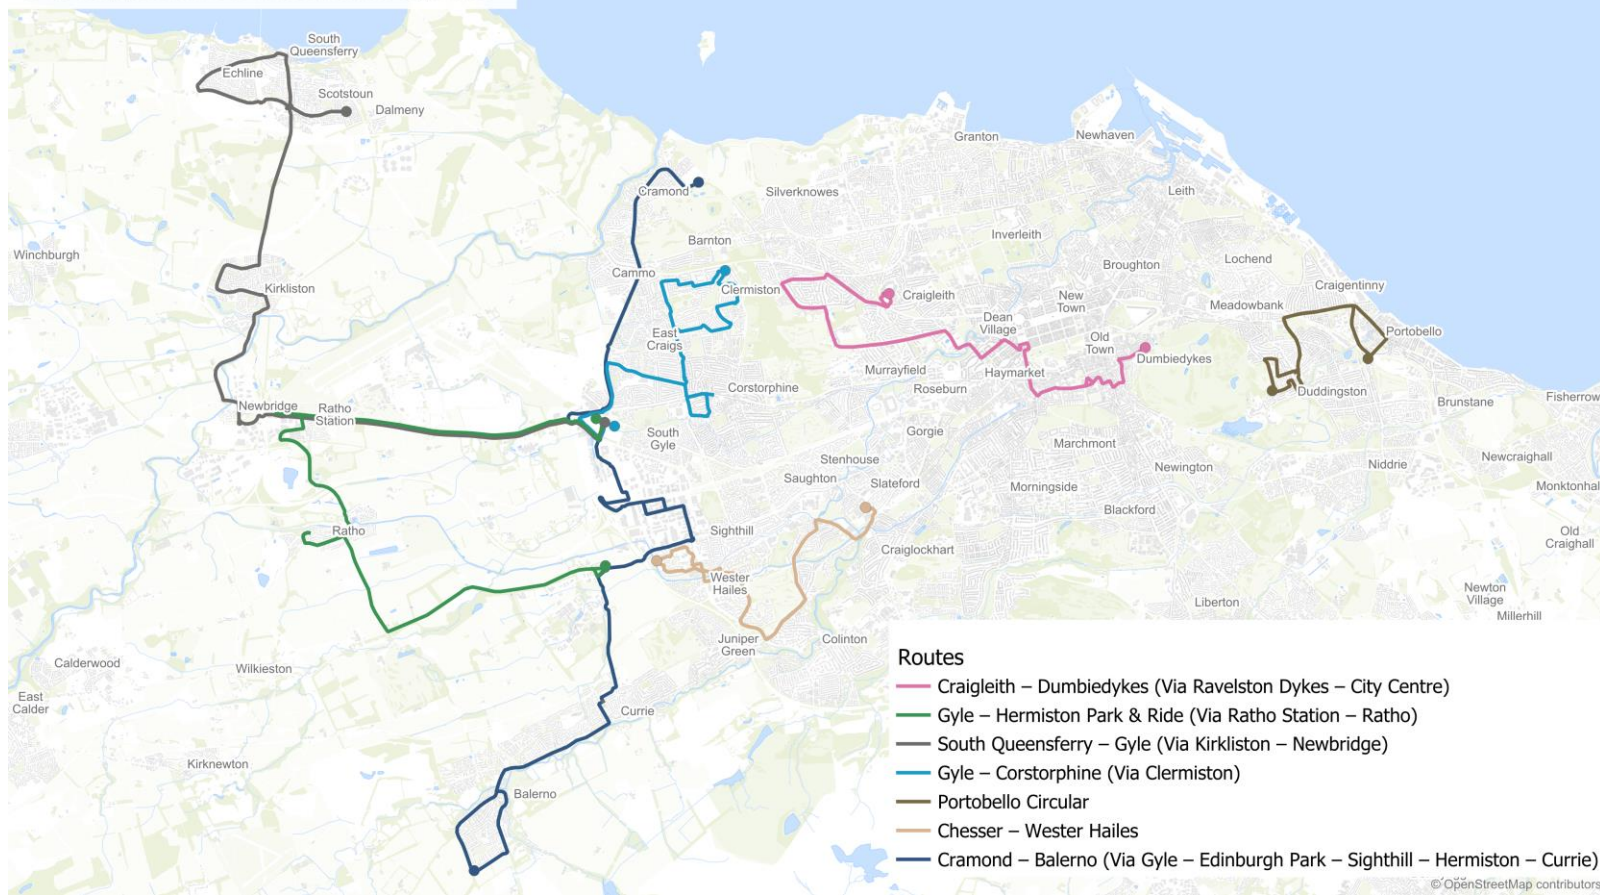 South
Queensferry
Echline
Scotstoun
Dalmeny
Granton
Newhaven
Cramond
Silverknowes
Leith
Winchburgh
Barnton
Inverleith
Broughton
Lochend
Cammo
Kirkliston
Clermiston
Craigleith
New
Town
Meadowbank
Craigentinny
Dean
Village
East
Craigs
Old
Town
Portobello
Murrayfield
Haymarket
Dumbiedykes
Corstorphine
Roseburn
Duddingston
Brunstane
Fisherrow
Newbridge
Ratho
Station
South
Gyle
Gorgie
Marchmont
Stenhouse
Saughton
Slateford
Newington
Niddrie
Newcraighall
Morningside
Monktonhal
Blackford
Ratho
Sighthill
Craiglockhart
Old
Craighall
Wester
Hailes
Liberton
Newton
Village
Millerhill
Juniper
Green
Colinton
Calderwood
Wilkieston
East
Calder
Currie
Kirknewton
Balerno
Routes
Craigleith – Dumbiedykes (Via Ravelston Dykes – City Centre)
Gyle – Hermiston Park & Ride (Via Ratho Station – Ratho)
South Queensferry – Gyle (Via Kirkliston – Newbridge)
Gyle – Corstorphine (Via Clermiston)
Portobello Circular
Chesser – Wester Hailes
Cramond – Balerno (Via Gyle – Edinburgh Park – Sighthill – Hermiston – Currie)
© OpenStreetMap contributors